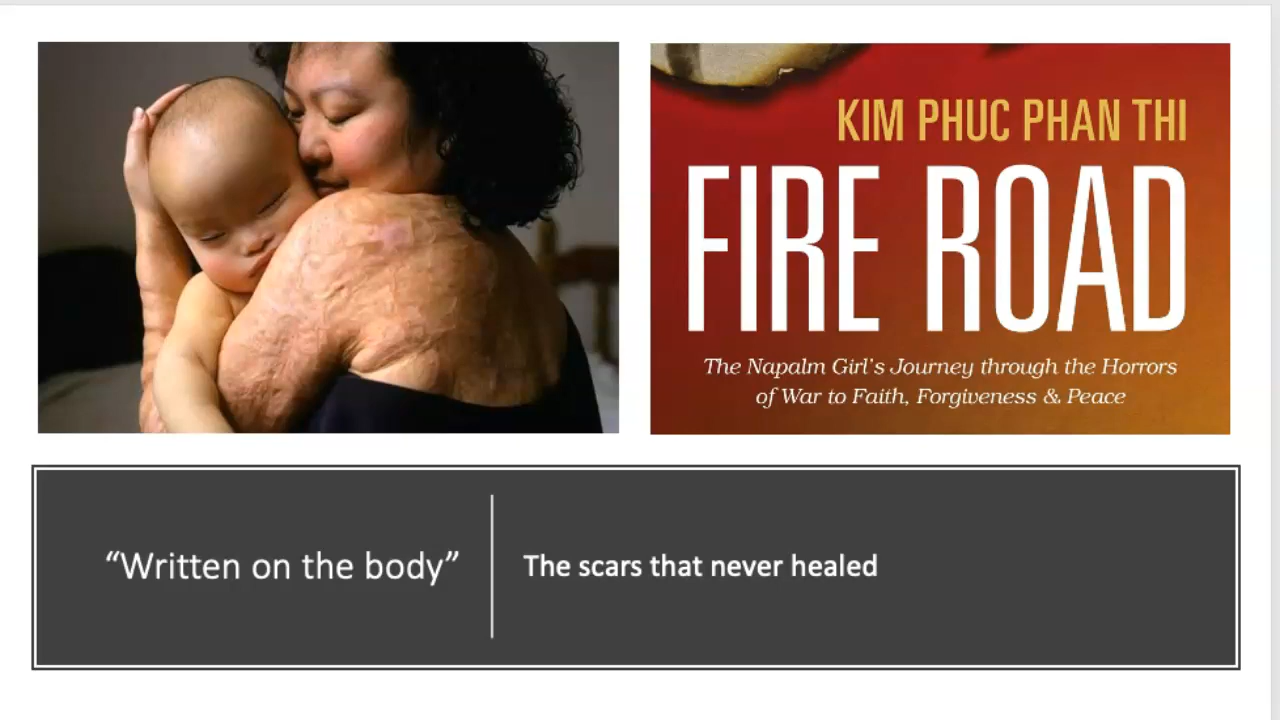 KIM PHUC PHAN THI
FIRE ROAD
The Napalm Girl's Journey through the Horrors
of War to Faith, Forgiveness & Peace
“Written on the body”
The scars that never healed